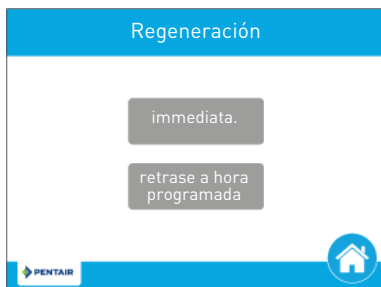 Regeneración
immediata.
retrase a hora
programada
PENTAIR